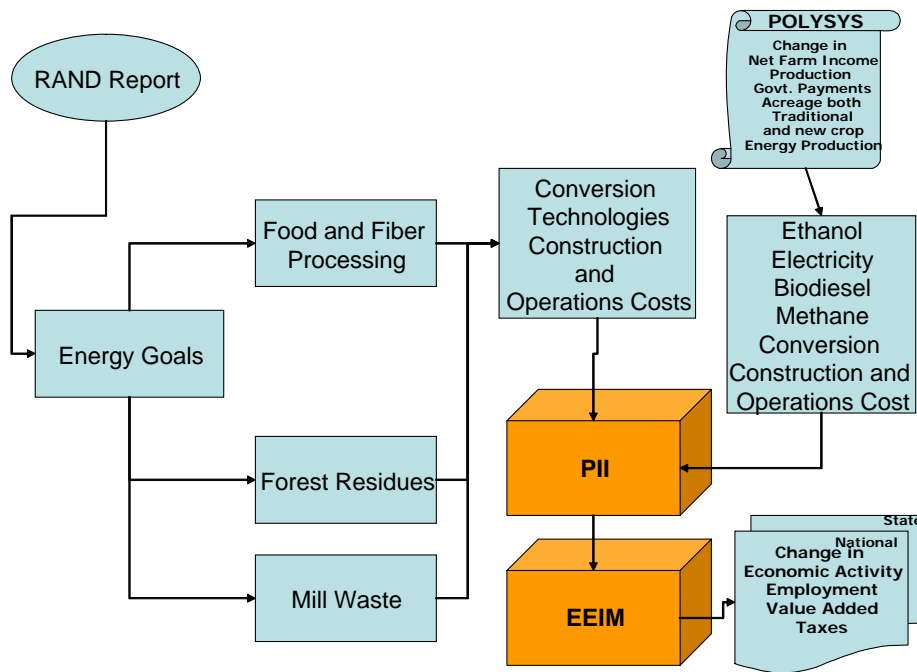 RAND Report
POLYSYS
Change in
Net Farm Income
Production
Govt. Payments
Acreage both
Traditional
and new crop
Energy Production
Food and Fiber
Processing
Conversion
Technologies
Construction
and
Operations Costs
Ethanol
Electricity
Biodiesel
Methane
Conversion
Construction and
Operations Cost
Energy Goals
Forest Residues
PII
Mill Waste
EEIM
State
National
Change in
Economic Activity
Employment
Value Added
Taxes